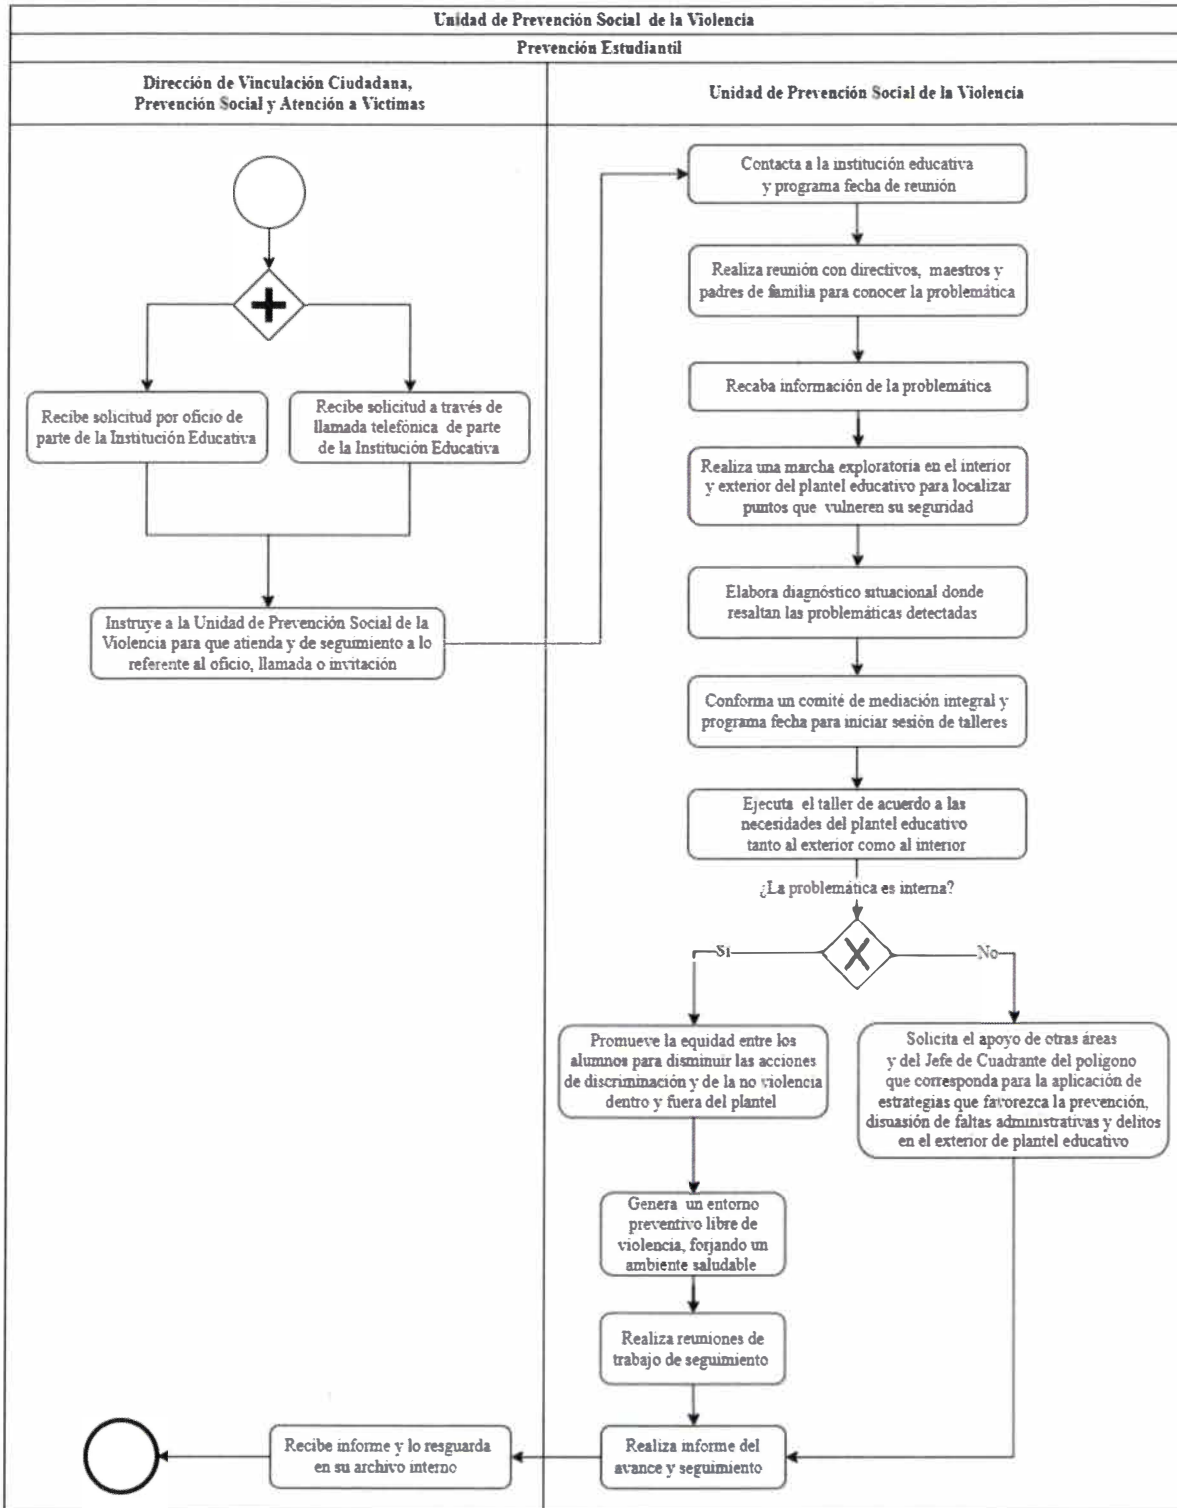 Unidad de Prevención Social de la Violencia
Prevención Estudiantil
Dirección de Vinculación Ciudadana,
Prevención Social y Atención a Victimas
Unidad de Prevención Social de la Violencia
Recibe solicitud por oficio de
parte de la Institución Educativa
Recibe solicitud a través de
llamada telefónica de parte
de la Institución Educativa
Instruye a la Unidad de Prevención Social de la
Violencia para que atienda y de seguimiento a lo
referente al oficio, llamada o invitación
Contacta a la institución educativa
y programa fecha de reunión
Realiza reunión con directivos, maestros y
padres de familia para conocer la problemática
Recaba información de la problemática
Realiza una marcha exploratoria en el interior
y exterior del plantel educativo para localizar
puntos que vulneren su seguridad
Elabora diagnóstico situacional donde
resaltan las problemáticas detectadas
Conforma un comité de mediación integral y
programa fecha para iniciar sesión de talleres
Ejecuta el taller de acuerdo a las
necesidades del plantel educativo
tanto al exterior como al interior
¿La problemática es interna?
Si
No
Promueve la equidad entre los
alumnos para disminuir las acciones
de discriminación y de la no violencia
dentro y fuera del plantel
Solicita el apoyo de otras áreas
y del Jefe de Cuadrante del polígono
que corresponda para la aplicación de
estrategias que favorezca la prevención,
disuasión de faltas administrativas y delitos
en el exterior de plantel educativo
Genera un entorno
preventivo libre de
violencia, forjando un
ambiente saludable
Realiza reuniones de
trabajo de seguimiento
Realiza informe del
avance y seguimiento
Recibe informe y lo resguarda
en su archivo interno